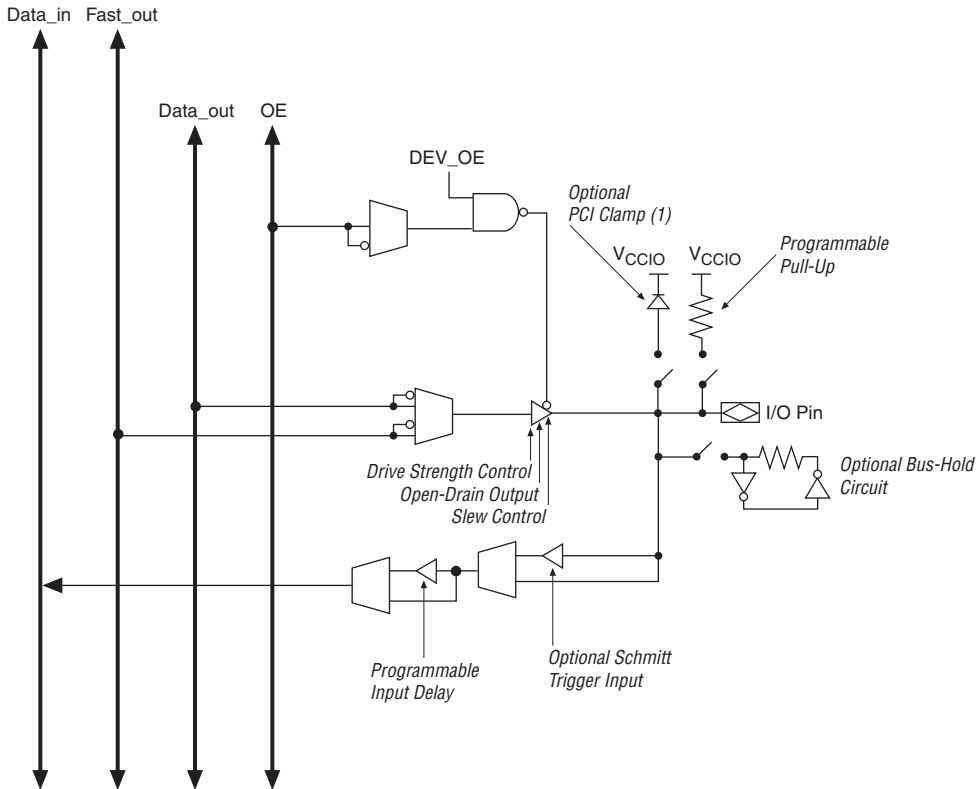 Data_in Fast_out
Data_out OE
DEV_OE
Optional
PCI Clamp (1)
VCCIO VCCIO
Programmable
Pull-Up
I/O Pin
Drive Strength Control
Open-Drain Output
Slew Control
Optional Bus-Hold
Circuit
Programmable
Input Delay
Optional Schmitt
Trigger Input